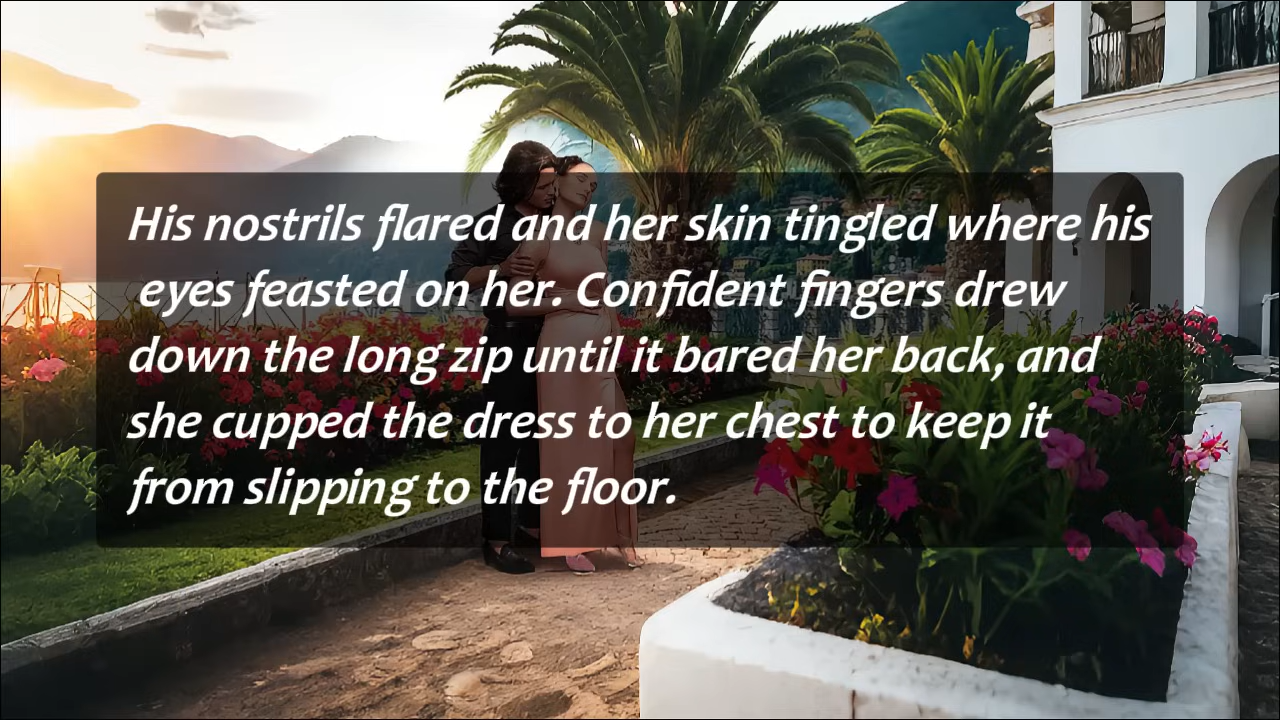 His nostrils flared and her skin tingled where his
eyes feasted on her. Confident fingers drew
down the long zip until it bared her back, and
she cupped the dress to her chest to keep it
from slipping to the floor.